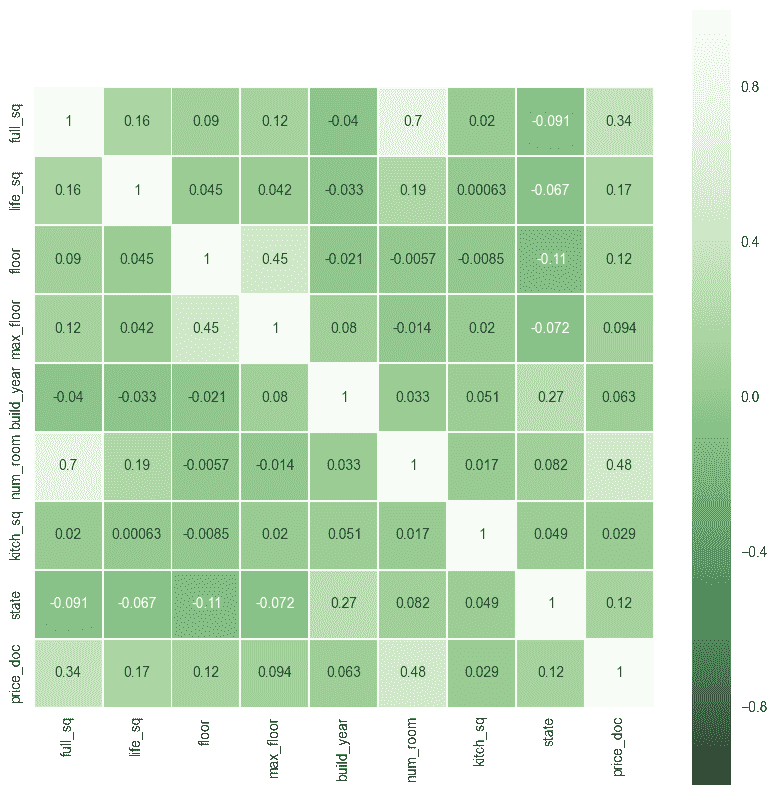 full_sq 1 0.16 0.09 0.12 -0.04 0.7 0.02 -0.091 0.34
life_sq 0.16 1 0.045 0.042 -0.033 0.19 0.00063 -0.067 0.17
floor 0.09 0.045 1 0.45 -0.021 -0.0057 -0.0085 -0.11 0.12
max_floor 0.12 0.042 0.45 1 0.08 -0.014 0.02 -0.072 0.094
build_year -0.04 -0.033 -0.021 0.08 1 0.033 0.051 0.27 0.063
num_room 0.7 0.19 -0.0057 -0.014 0.033 1 0.017 0.082 0.48
kitch_sq 0.02 0.00063 -0.0085 0.02 0.051 0.017 1 0.049 0.029
state -0.091 -0.067 -0.11 -0.072 0.27 0.082 0.049 1 0.12
price_doc 0.34 0.17 0.12 0.094 0.063 0.48 0.029 0.12 1
full_sq life_sq floor max_floor build_year num_room kitch_sq state price_doc
0.8
0.4
0.0
-0.4
-0.8